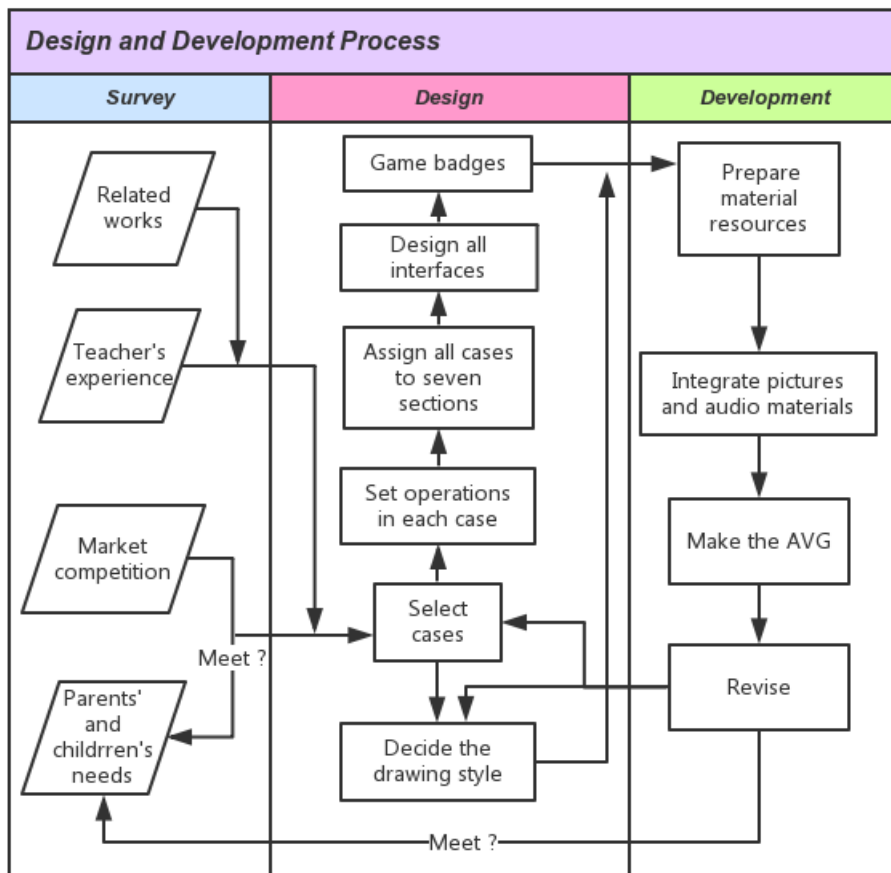 Design and Development Process
Survey
Design
Development
Related
works
Teacher's
experience
Market
competition
Meet ?
Parents'
and
childrren's
needs
Game badges
Design all
interfaces
Assign all cases
to seven
sections
Set operations
in each case
Select
cases
Decide the
drawing style
Prepare
material
resources
Integrate pictures
and audio materials
Make the AVG
Revise
Meet ?